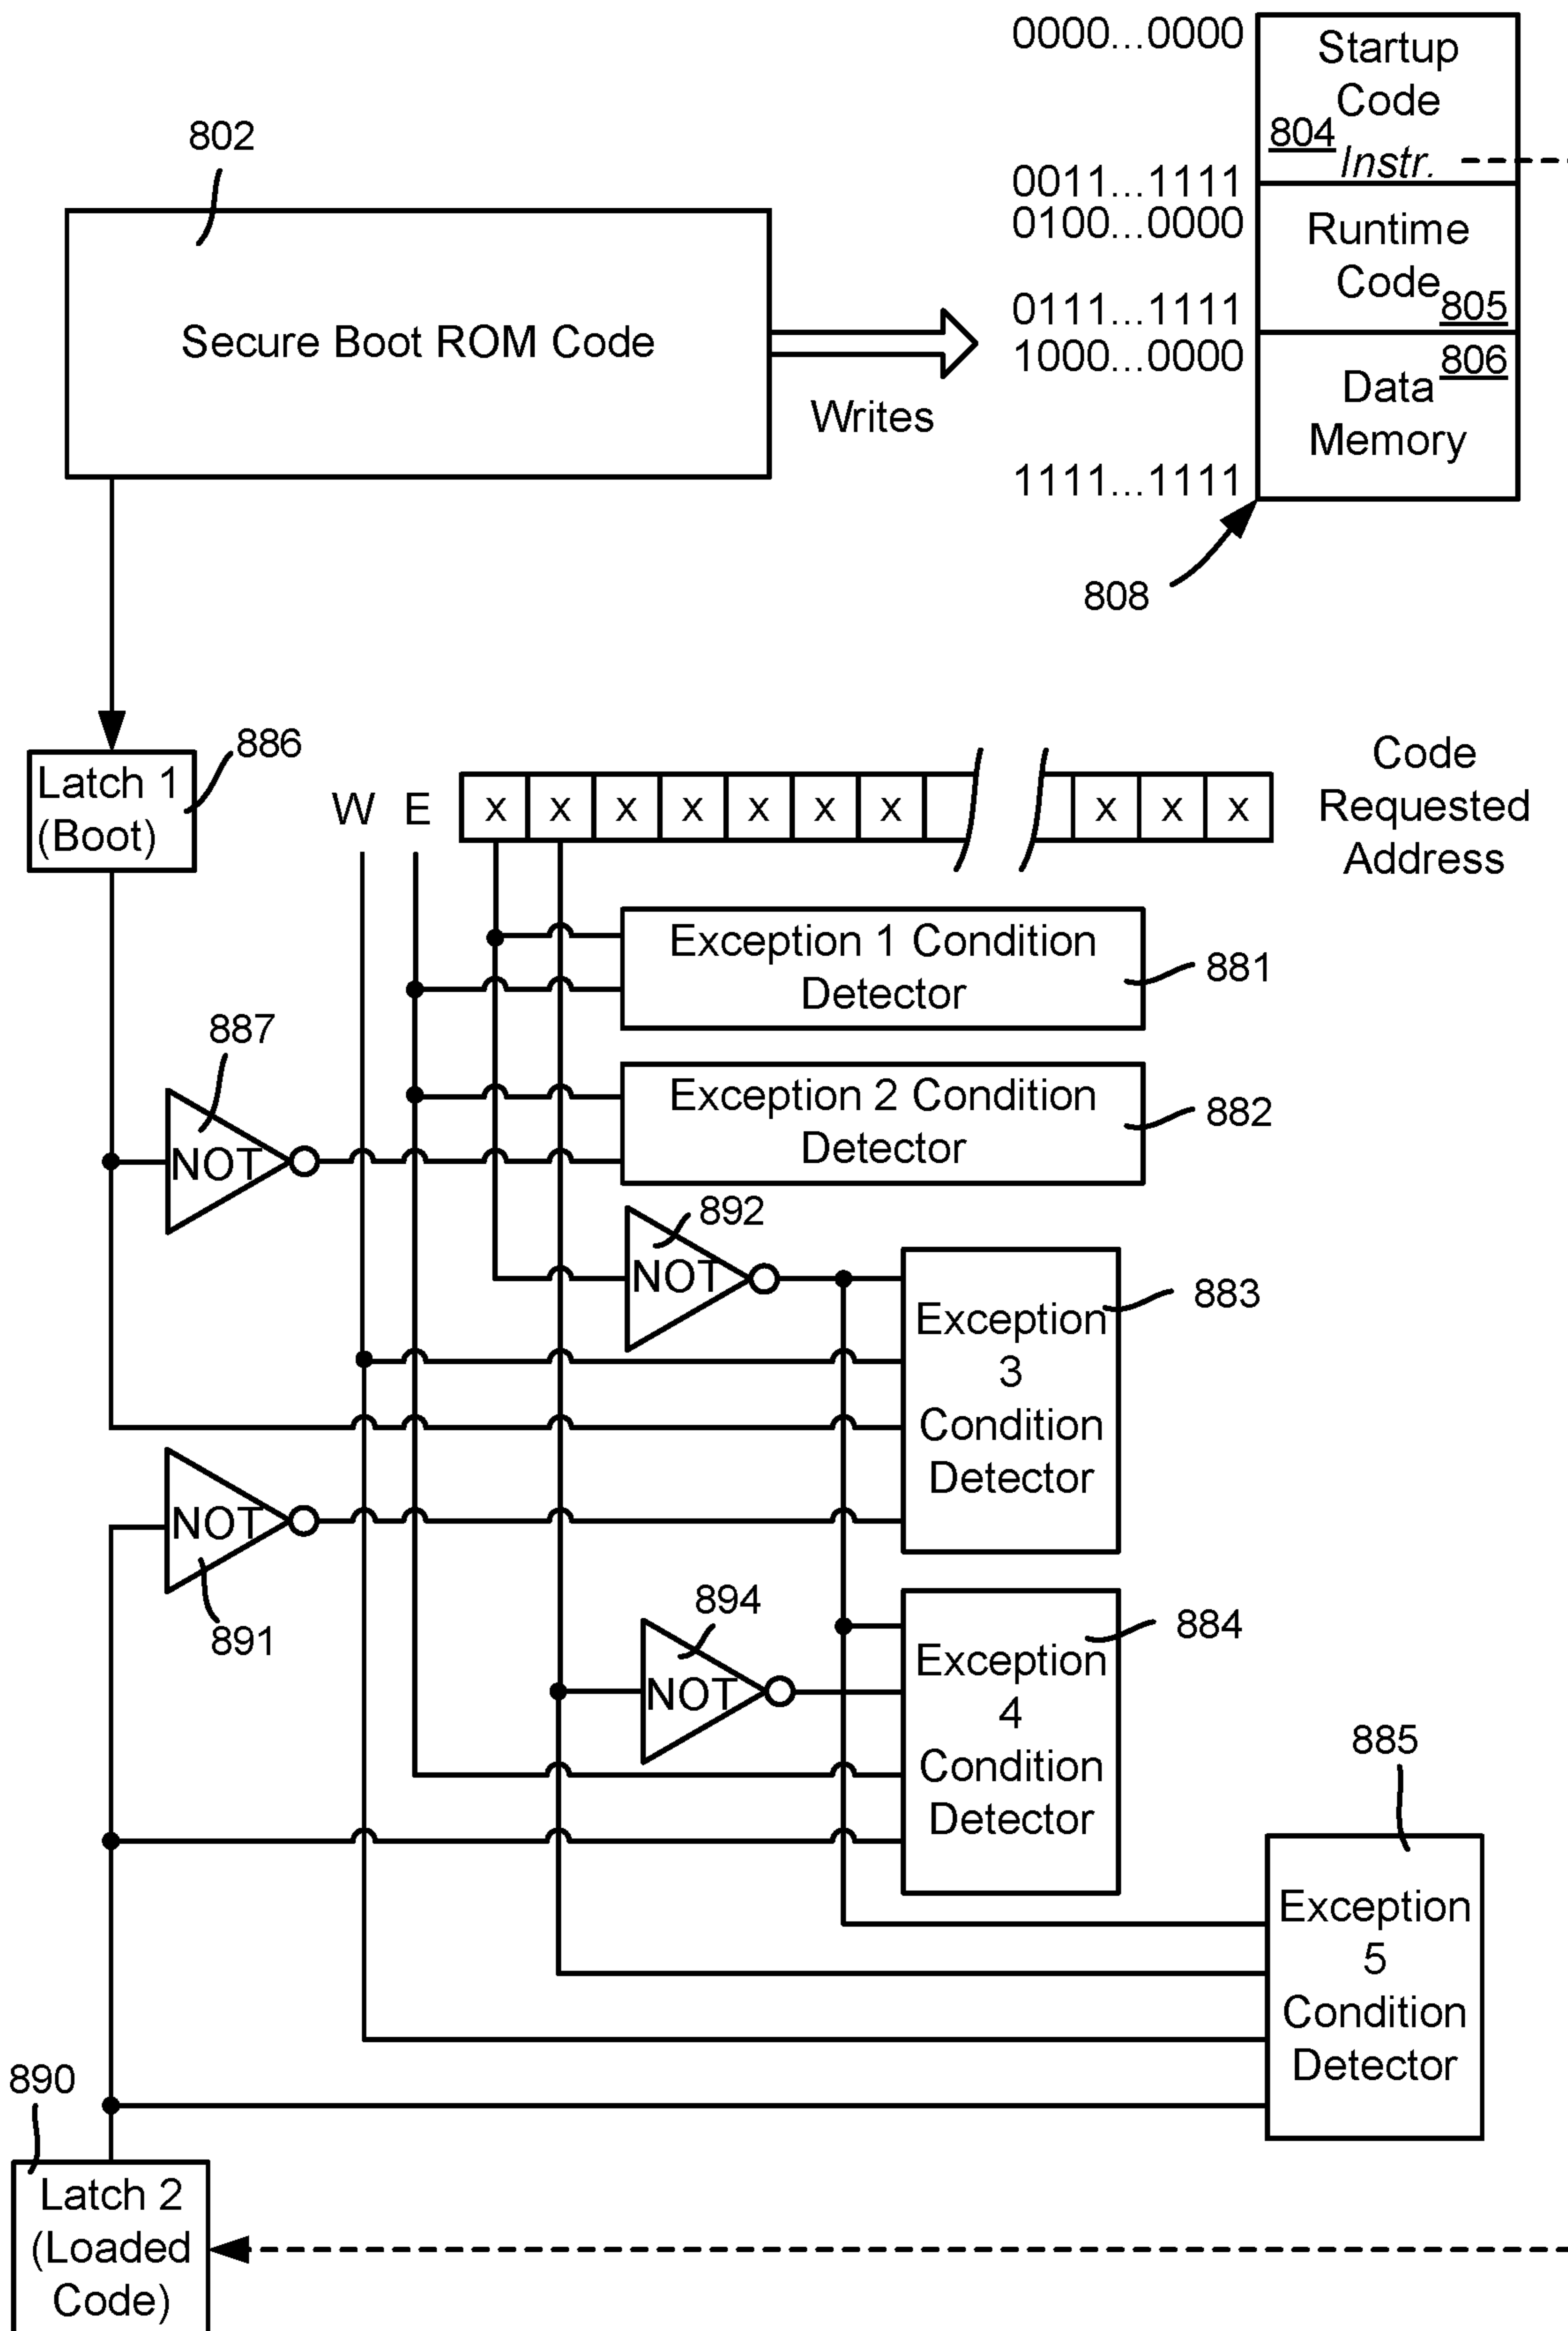 0000...0000
Startup
Code
804
Instr.
0011...1111
0100...0000
Runtime
Code
805
0111...1111
1000...0000
806
Data
Memory
1111...1111
808
802
Secure Boot ROM Code
Writes
886
Latch 1
(Boot)
W E
x x x x x x x x x x
Code
Requested
Address
Exception 1 Condition
Detector
881
887
NOT
Exception 2 Condition
Detector
882
892
NOT
Exception
3
Condition
Detector
883
NOT
891
894
NOT
Exception
4
Condition
Detector
884
885
Exception
5
Condition
Detector
890
Latch 2
(Loaded
Code)